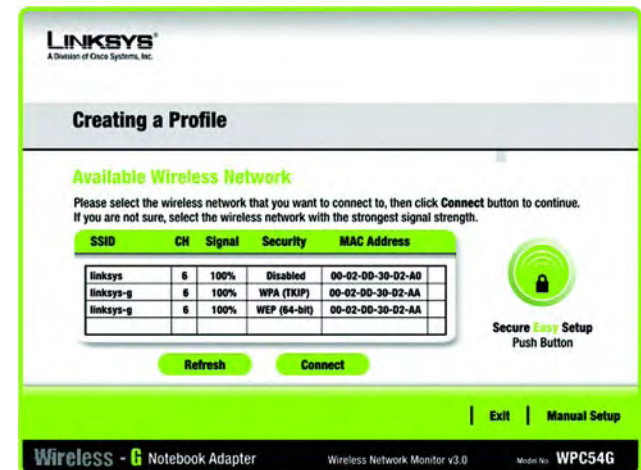 LINKSYS®
A Division of Cisco Systems, Inc.
Creating a Profile
Available Wireless Network
Please select the wireless network that you want to connect to, then click Connect button to continue.
If you are not sure, select the wireless network with the strongest signal strength.
SSID CH Signal Security MAC Address
linksys 6 100% Disabled 00-02-DD-30-D2-A0
linksys-g 6 100% WPA (TKIP) 00-02-DD-30-D2-AA
linksys-g 6 100% WEP (64-bit) 00-02-DD-30-D2-AA
Secure Easy Setup
Push Button
Refresh Connect
Exit Manual Setup
Wireless - G Notebook Adapter Wireless Network Monitor v3.0 Model No. WPC54G